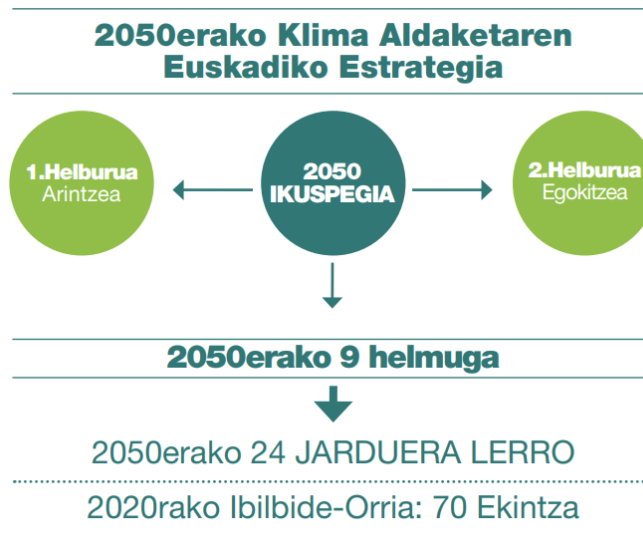 2050erako Klima Aldaketaren
Euskadiko Estrategia
1.Helburua
Arintzea
2050
IKUSPEGIA
2.Helburua
Egokitzea
2050erako 9 helmuga
2050erako 24 JARDUERA LERRO
2020rako Ibilbide-Orria: 70 Ekintza